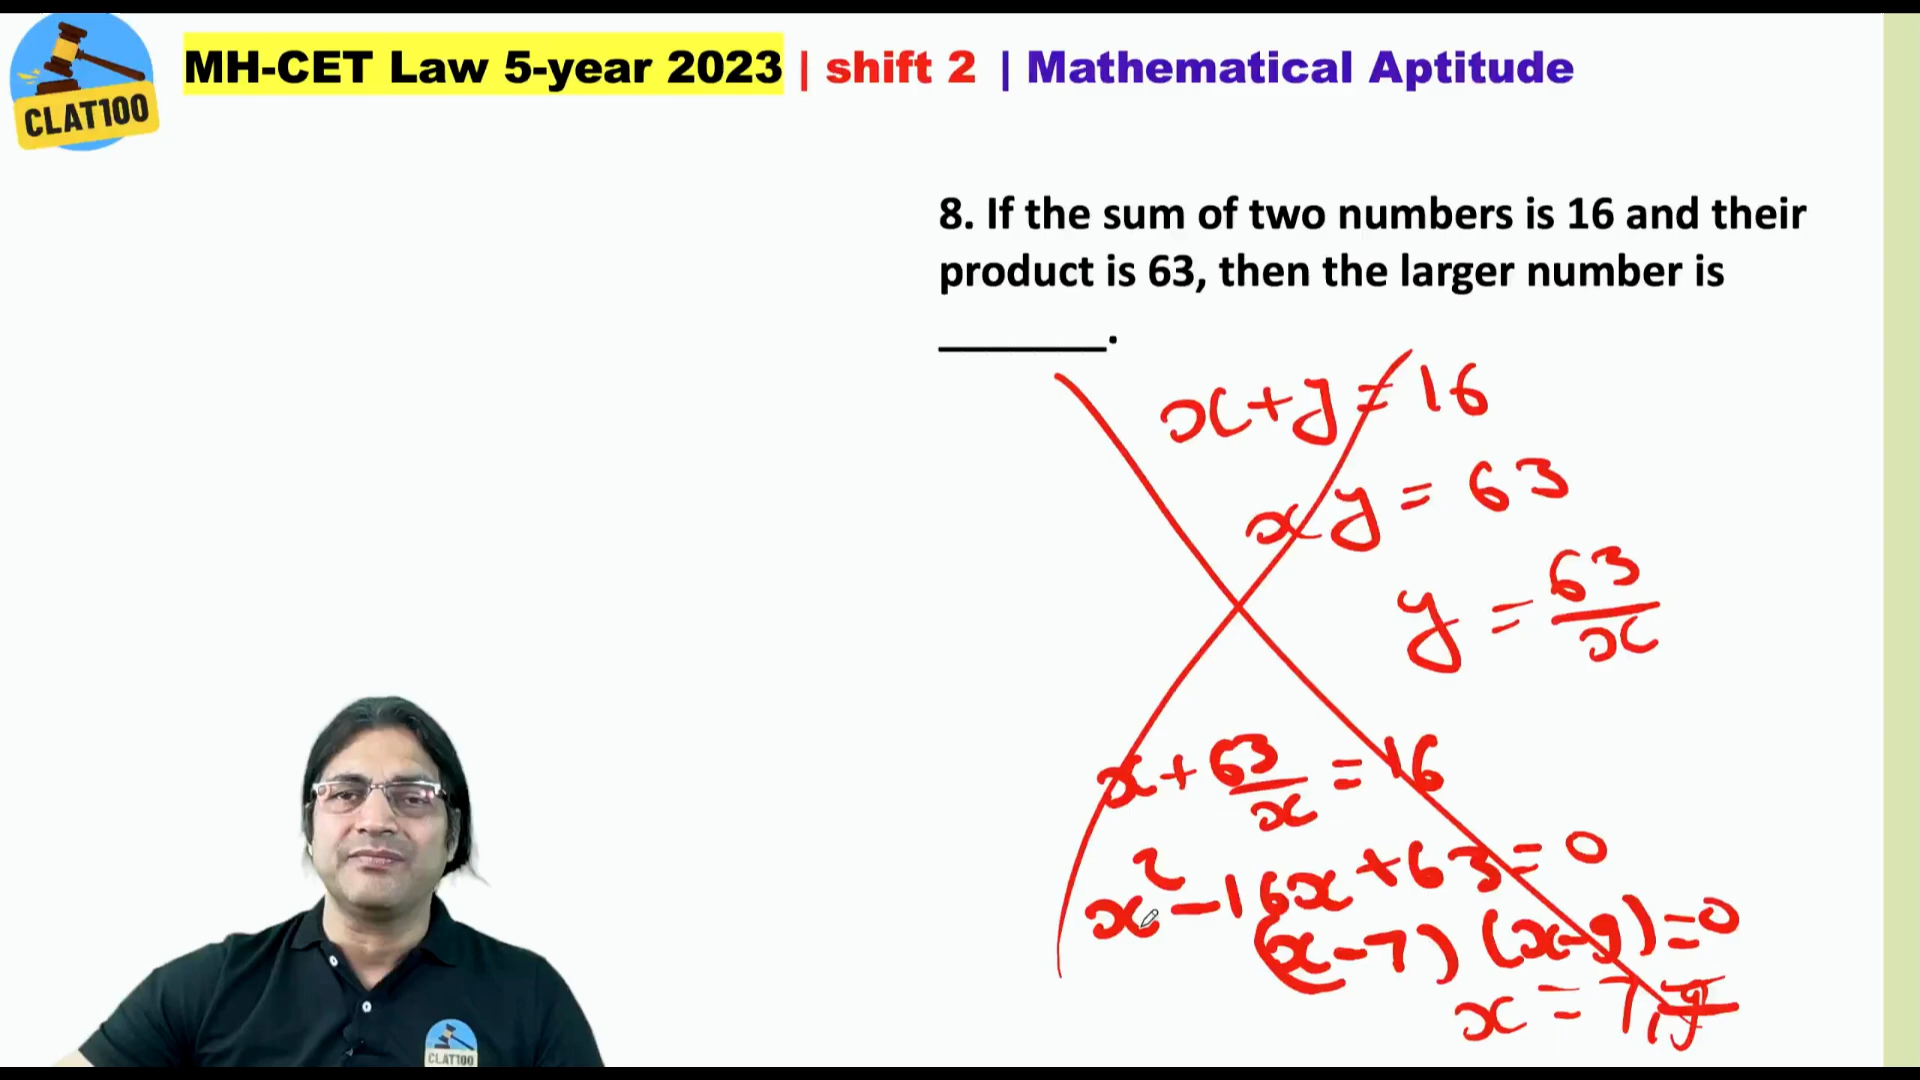 CLAT100
MH-CET Law 5-year 2023 | shift 2 | Mathematical Aptitude
8. If the sum of two numbers is 16 and their
product is 63, then the larger number is
________.
x+y=16
xy=63
y=63/x
x+63/x=16
x²-16x+63=0
(x-7)(x-9)=0
x=7,9
CLAT100